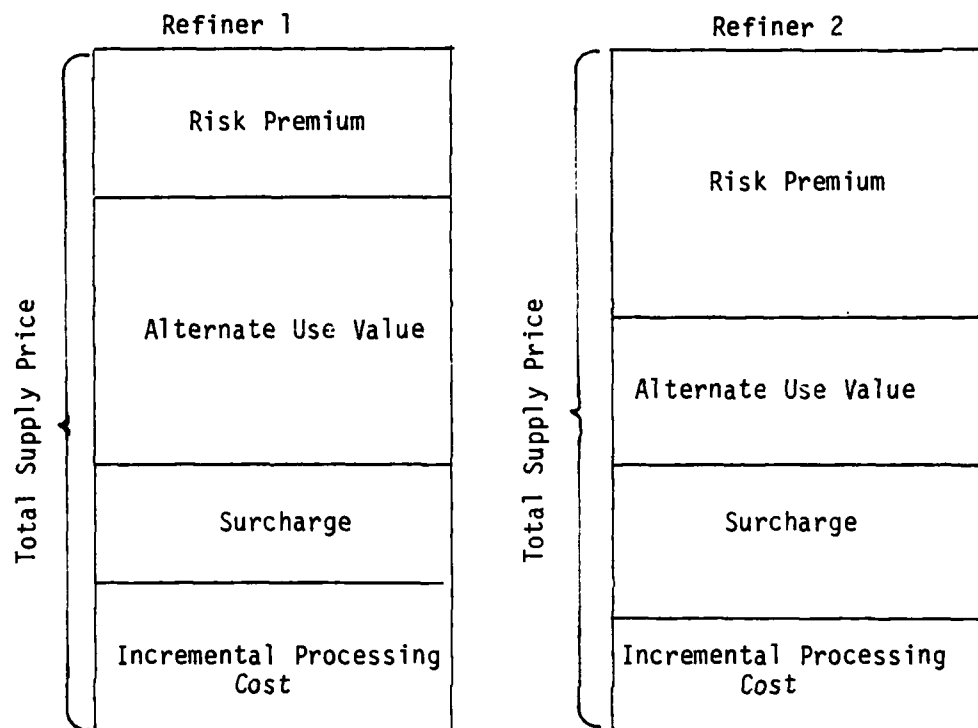 Refiner 1
Risk Premium
Alternate Use Value
Surcharge
Incremental Processing
Cost
Total Supply Price
Refiner 2
Risk Premium
Alternate Use Value
Surcharge
Incremental Processing
Cost
Total Supply Price